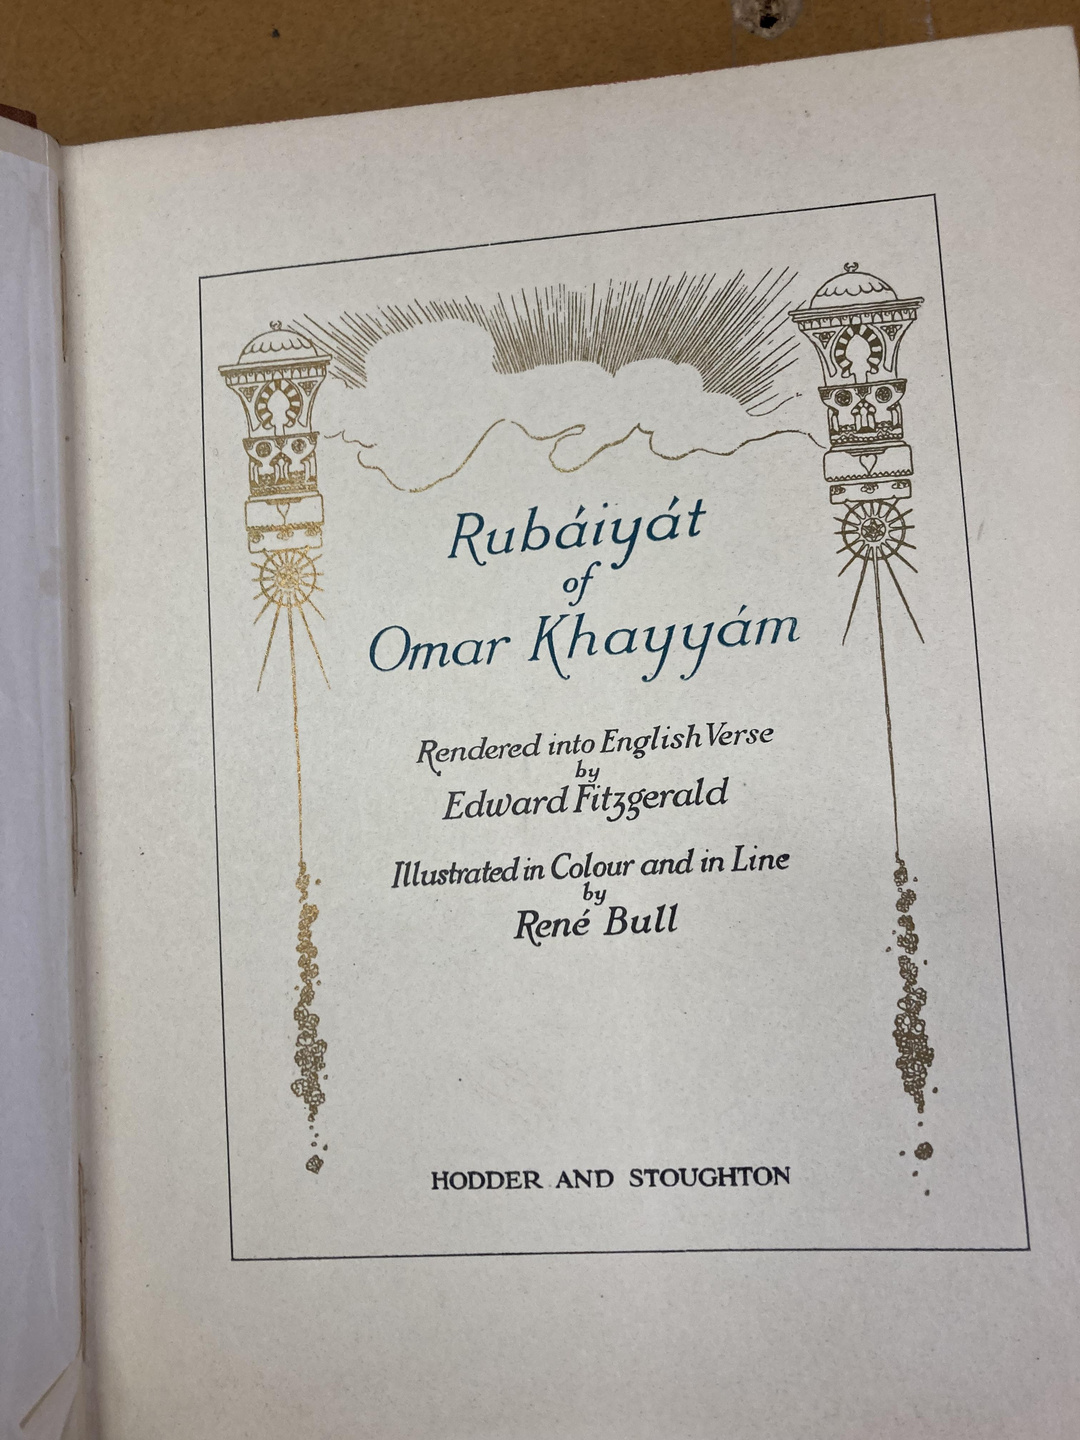 Rubáiyát
of
Omar Khayyám
Rendered into English Verse
by
Edward Fitzgerald
Illustrated in Colour and in Line
by
René Bull
HODDER AND STOUGHTON